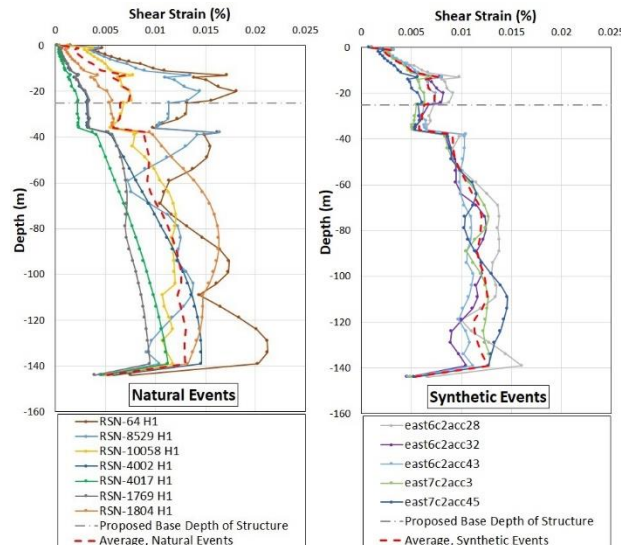 Shear Strain (%)
0 0.005 0.01 0.015 0.02 0.025
0
-20
-40
-60
-80
-100
-120
-140
-160
Depth (m)
Natural Events
RSN-64 H1
RSN-8529 H1
RSN-10058 H1
RSN-4002 H1
RSN-4017 H1
RSN-1769 H1
RSN-1804 H1
Proposed Base Depth of Structure
Average, Natural Events
Shear Strain (%)
0 0.005 0.01 0.015 0.02 0.025
0
-20
-40
-60
-80
-100
-120
-140
-160
Depth (m)
Synthetic Events
east6c2acc28
east6c2acc32
east6c2acc43
east7c2acc3
east7c2acc45
Proposed Base Depth of Structure
Average, Synthetic Events